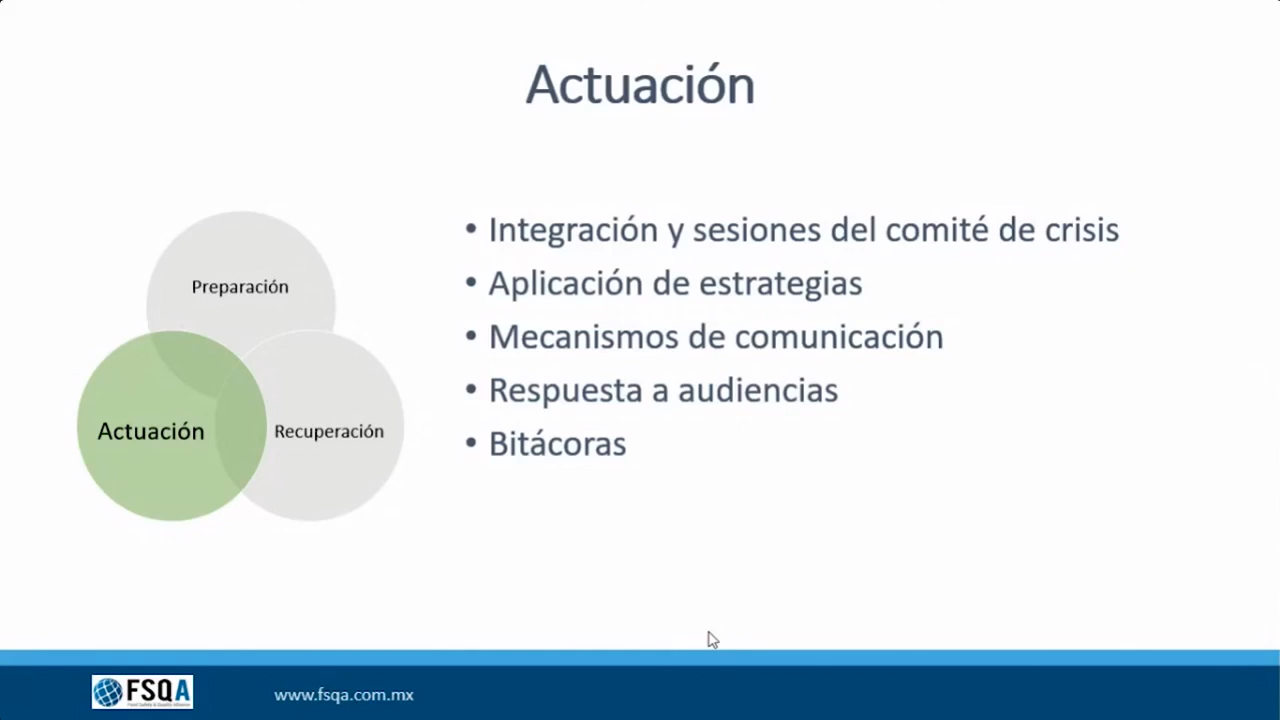 Actuación
Preparación
Actuación
Recuperación
• Integración y sesiones del comité de crisis
• Aplicación de estrategias
• Mecanismos de comunicación
• Respuesta a audiencias
• Bitácoras
FSQA
www.fsqa.com.mx